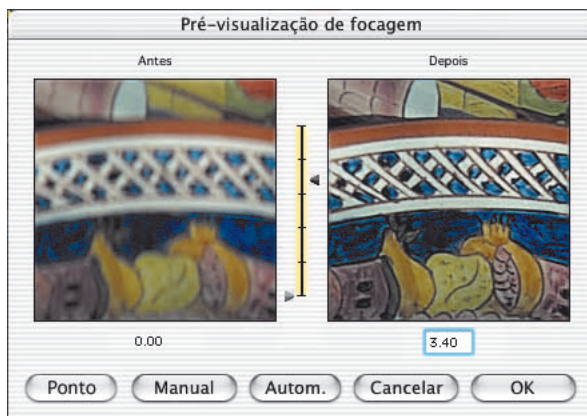 Pré-visualização de focagem
Antes Depois
0.00 3.40
Ponto Manual Autom. Cancelar OK